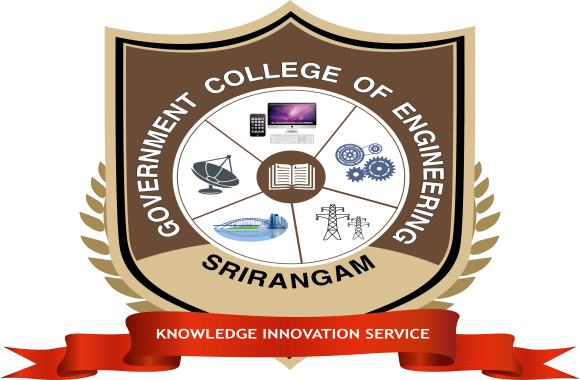 GOVERNMENT COLLEGE OF ENGINEERING
SRIRANGAM
KNOWLEDGE INNOVATION SERVICE